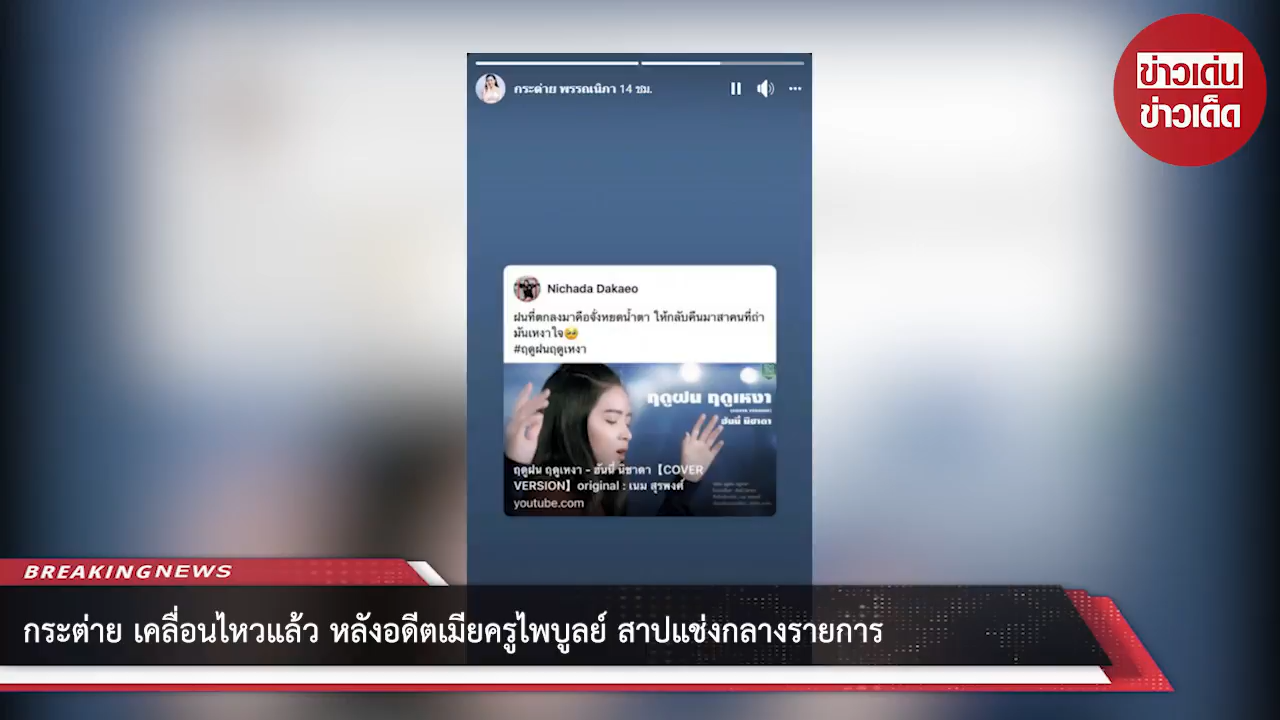 ข่าวเด่น
ข่าวเด็ด
กระต่าย พรรณนิภา 14 ชม.
Nichada Dakaeo
ฝนที่ตกลงมาคือจั่งหยดน้ำตา ให้กลับคืนมาสาคนที่ถ่า
มันเหงาใจ🥺
#ฤดูฝนฤดูเหงา
ฤดูฝน ฤดูเหงา
ฮันนี่ นิชาดา
ฤดูฝน ฤดูเหงา - ฮันนี่ นิชาดา【COVER
VERSION】original : เนม สุรพงศ์
youtube.com
BREAKINGNEWS
กระต่าย เคลื่อนไหวแล้ว หลังอดีตเมียครูไพบูลย์ สาปแช่งกลางรายการ